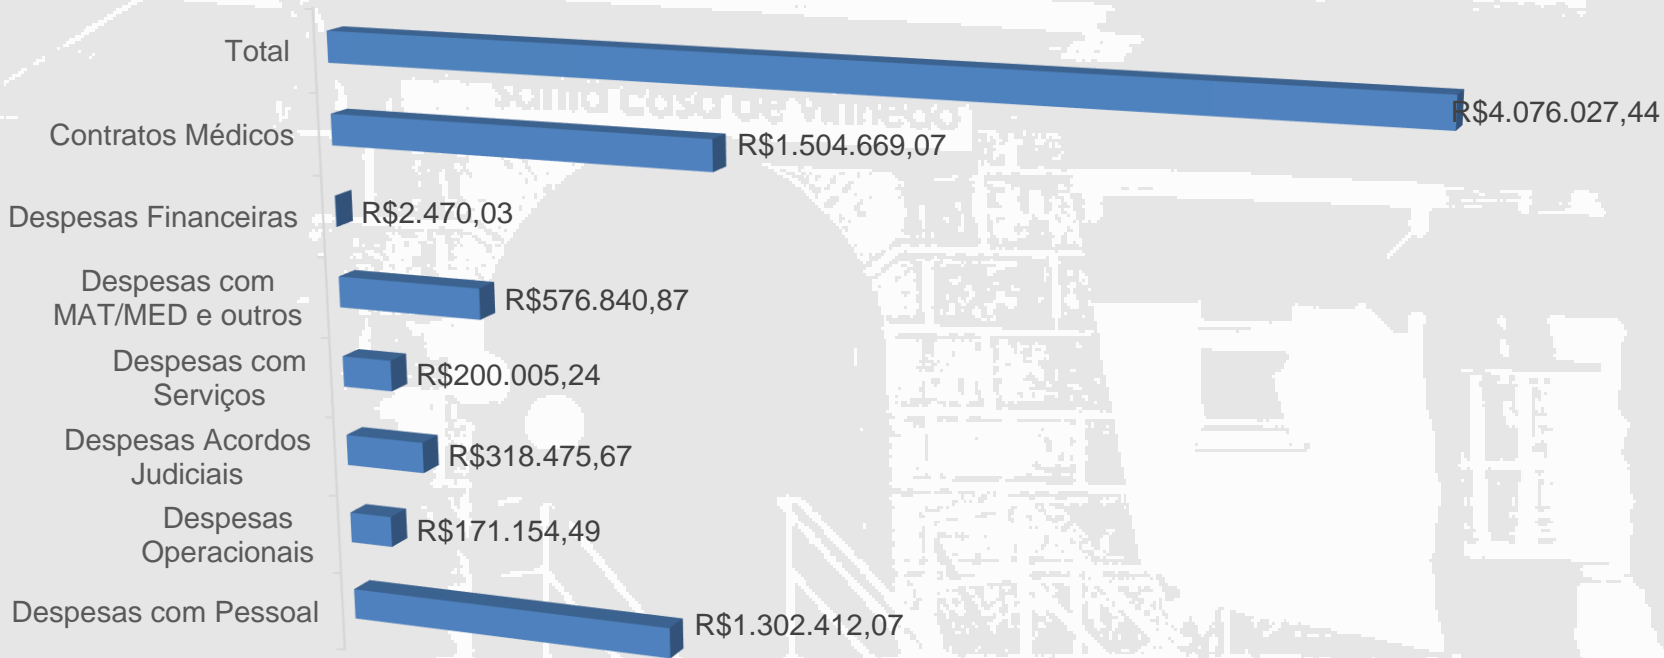 Total
R$4.076.027,44
Contratos Médicos
R$1.504.669,07
Despesas Financeiras
R$2.470,03
Despesas com
MAT/MED e outros
R$576.840,87
Despesas com
Serviços
R$200.005,24
Despesas Acordos
Judiciais
R$318.475,67
Despesas
Operacionais
R$171.154,49
Despesas com Pessoal
R$1.302.412,07